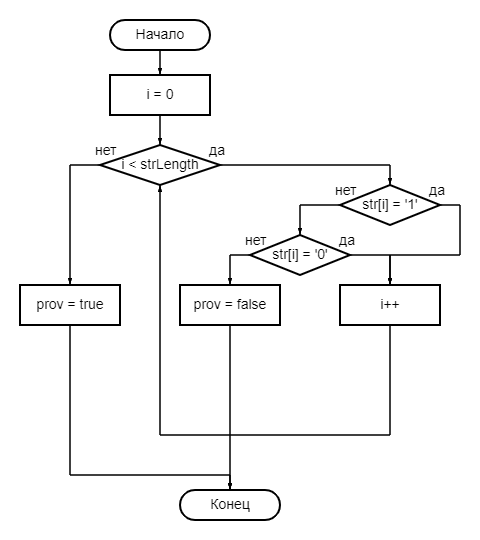 Начало
i = 0
нет
i < strLength
да
нет
str[i] = '1'
да
нет
str[i] = '0'
да
prov = true
prov = false
i++
Конец